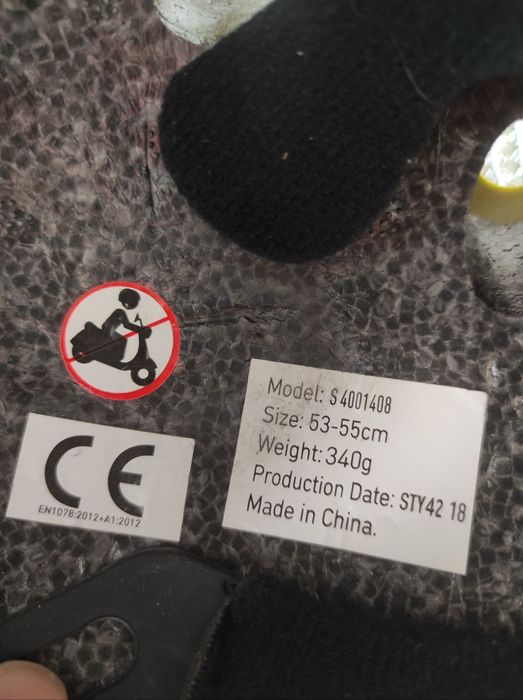 Model: S 4001408
Size: 53-55cm
Weight: 340g
Production Date: STY42 18
Made in China.
CE
EN1078:2012+A1:2012